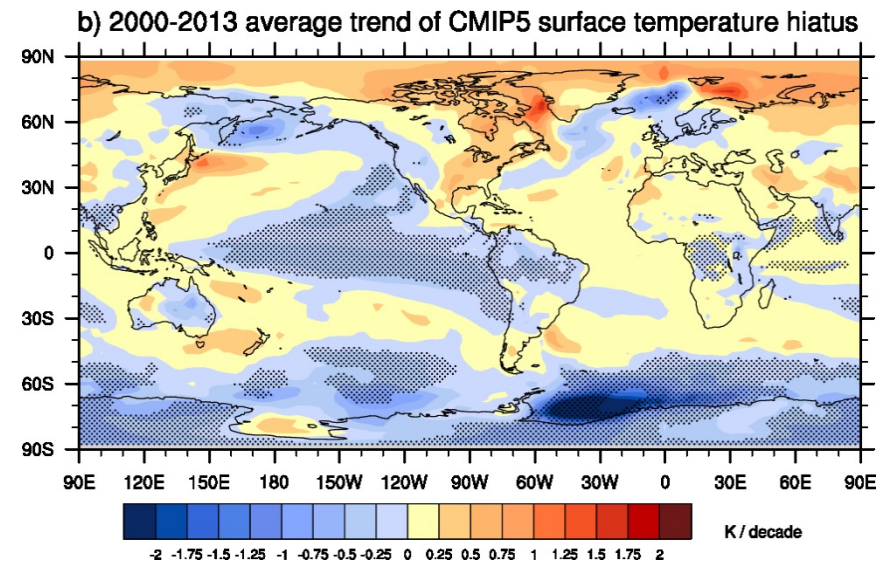 b) 2000-2013 average trend of CMIP5 surface temperature hiatus
90N
60N
30N
0
30S
60S
90S
90E 120E 150E 180 150W 120W 90W 60W 30W 0 30E 60E 90E
-2 -1.75 -1.5 -1.25 -1 -0.75 -0.5 -0.25 0 0.25 0.5 0.75 1 1.25 1.5 1.75 2
K / decade